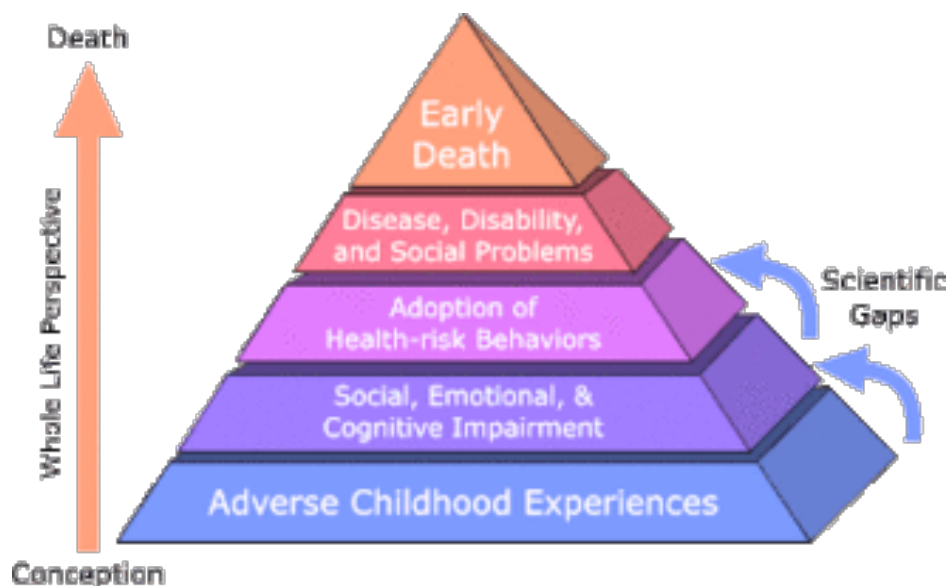 Death
Whole Life Perspective
Conception
Early
Death
Disease, Disability,
and Social Problems
Adoption of
Health-risk Behaviors
Social, Emotional, &
Cognitive Impairment
Adverse Childhood Experiences
Scientific
Gaps